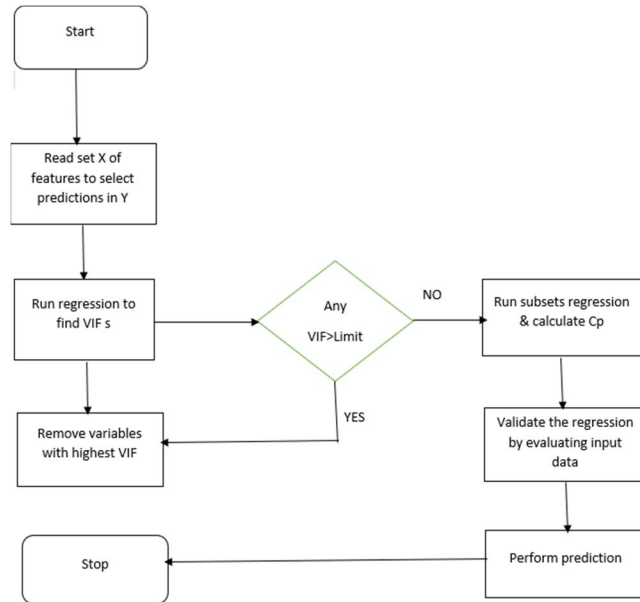 Start
Read set X of
features to select
predictions in Y
Run regression to
find VIF s
Any
VIF>Limit
NO
YES
Remove variables
with highest VIF
Run subsets regression
& calculate Cp
Validate the regression
by evaluating input
data
Perform prediction
Stop